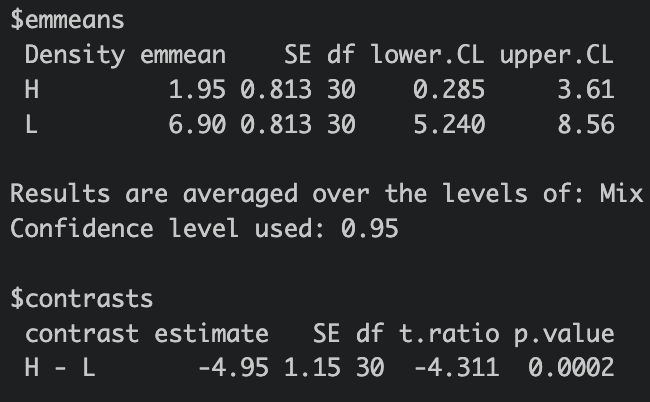 $emmeans
 Density emmean    SE df lower.CL upper.CL
 H         1.95 0.813 30    0.285     3.61
 L         6.90 0.813 30    5.240     8.56
Results are averaged over the levels of: Mix
Confidence level used: 0.95
$contrasts
 contrast estimate   SE df t.ratio p.value
 H - L       -4.95 1.15 30  -4.311  0.0002